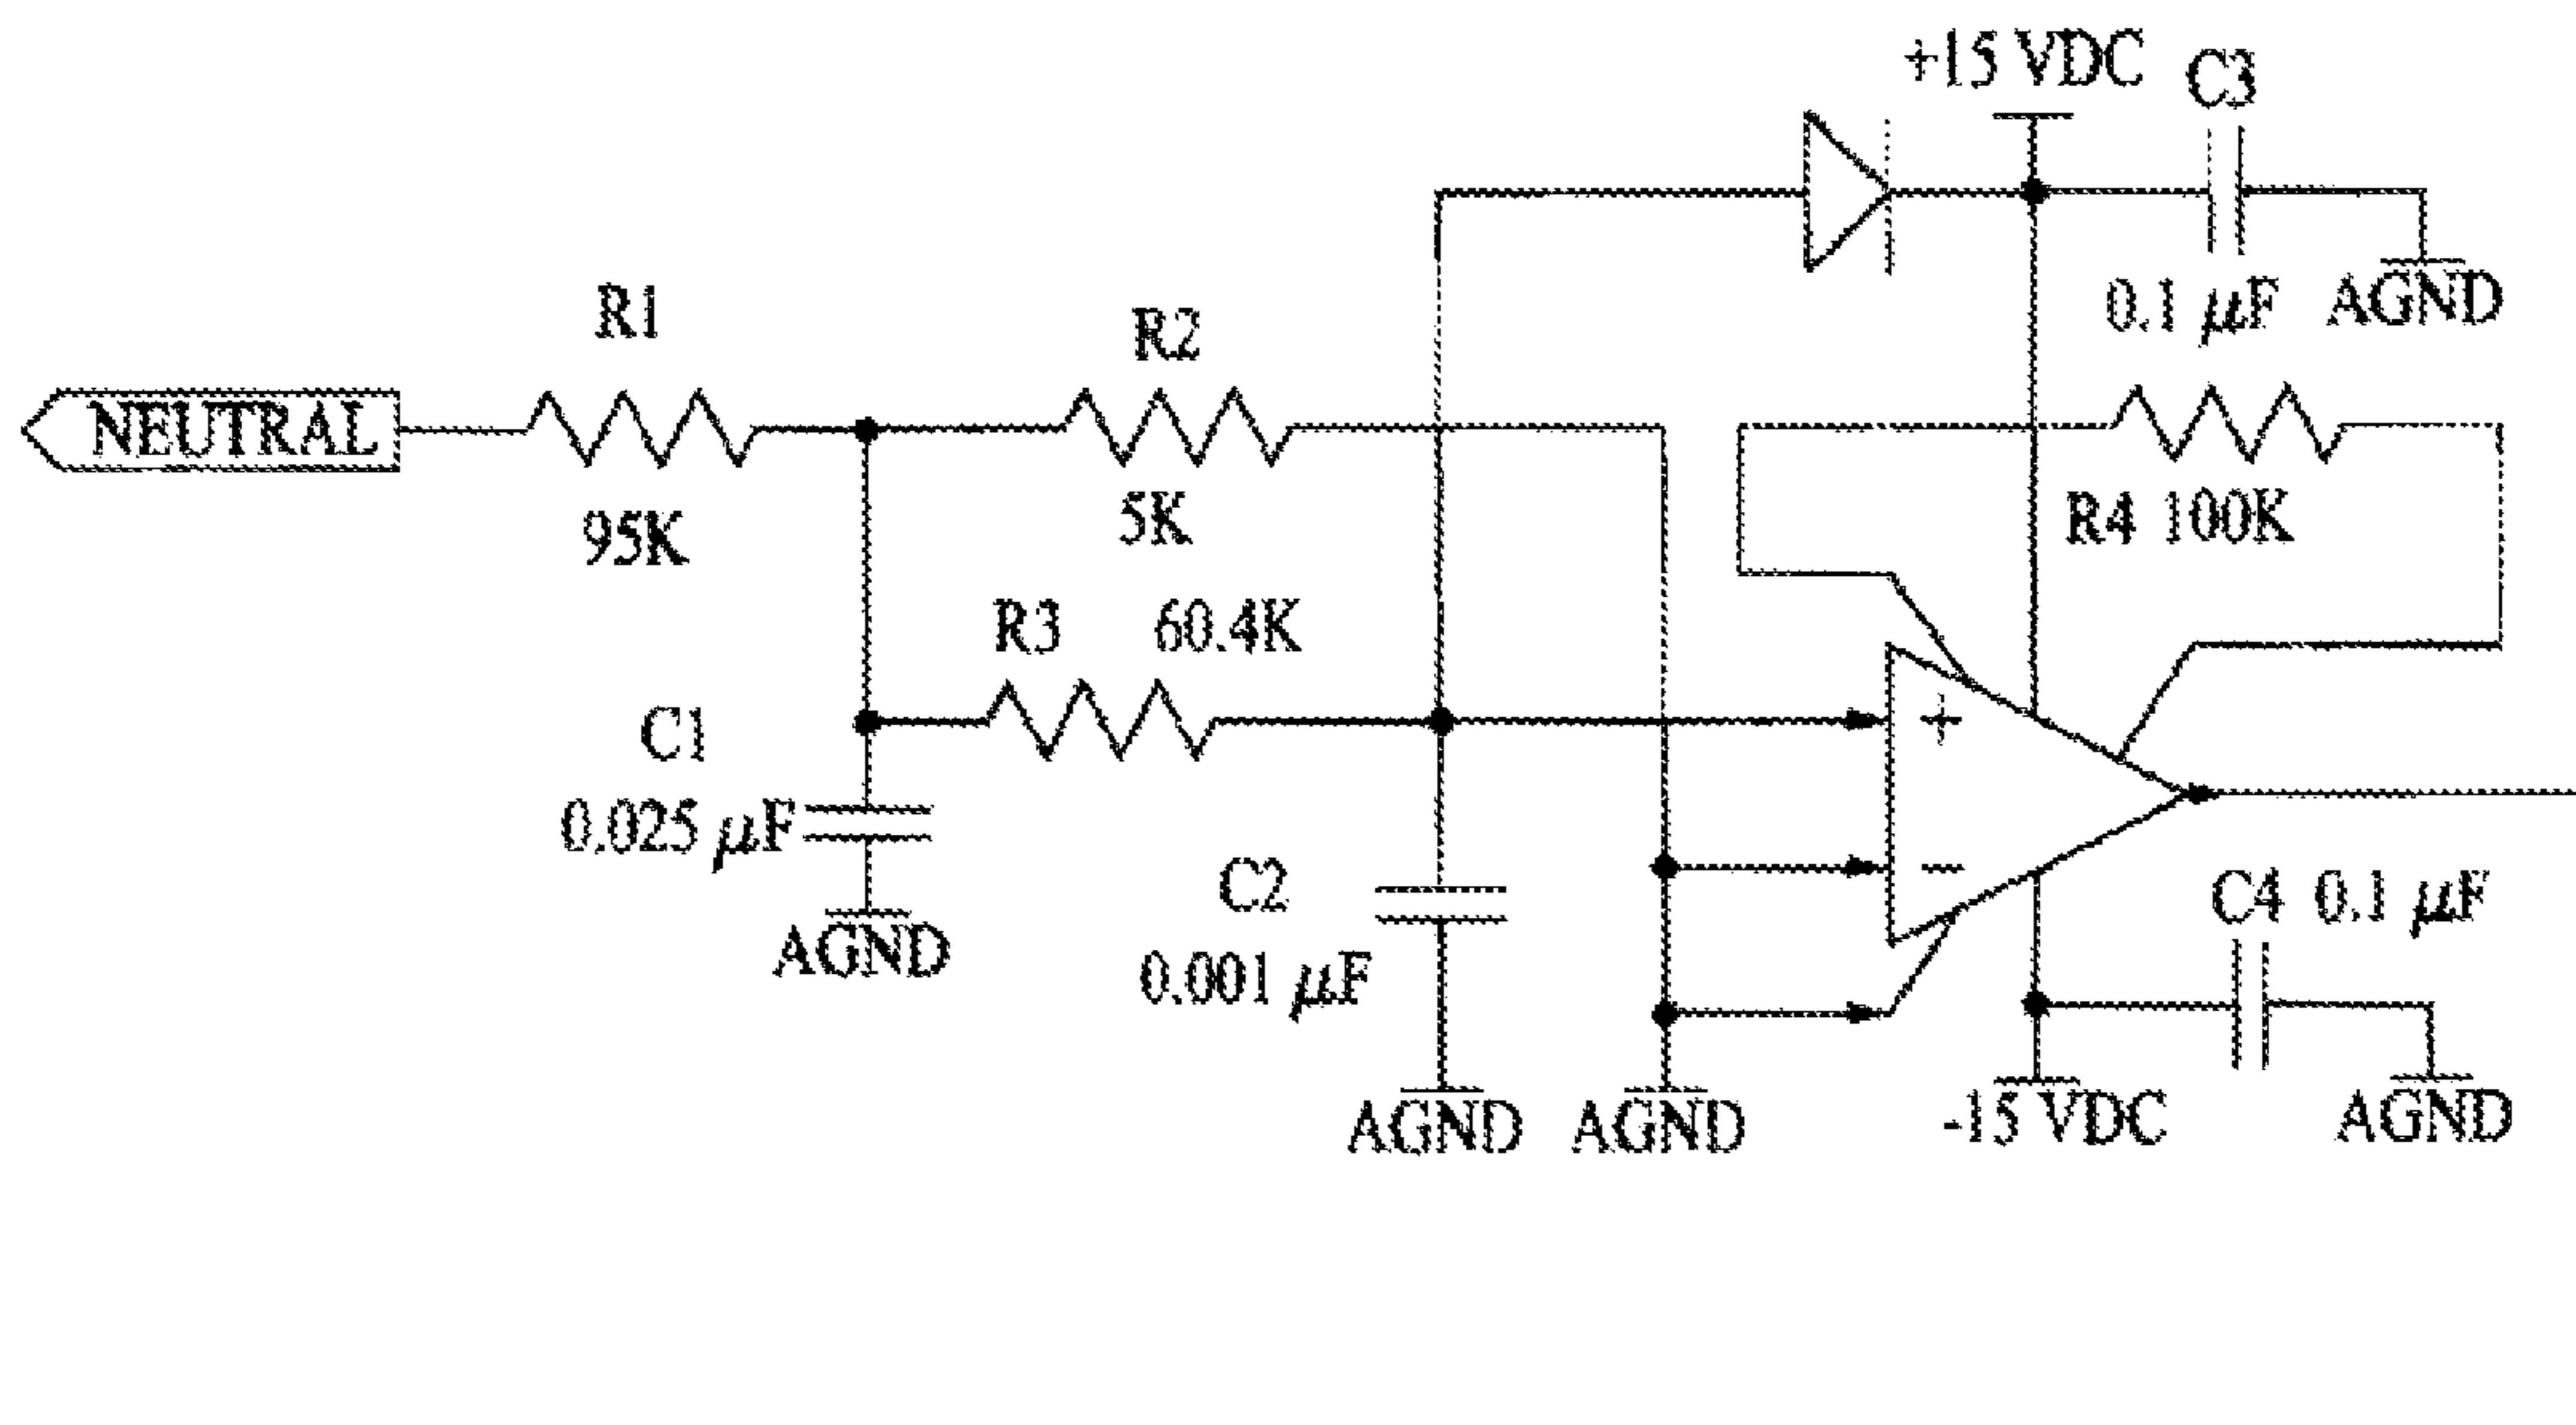 +15 VDC
C3
0.1 μF
AGND
R1
R2
NEUTRAL
95K
5K
R4 100K
R3 60.4K
C1
0.025 μF
AGND
+
−
C2
0.001 μF
C4 0.1 μF
AGND
AGND
-15 VDC
AGND